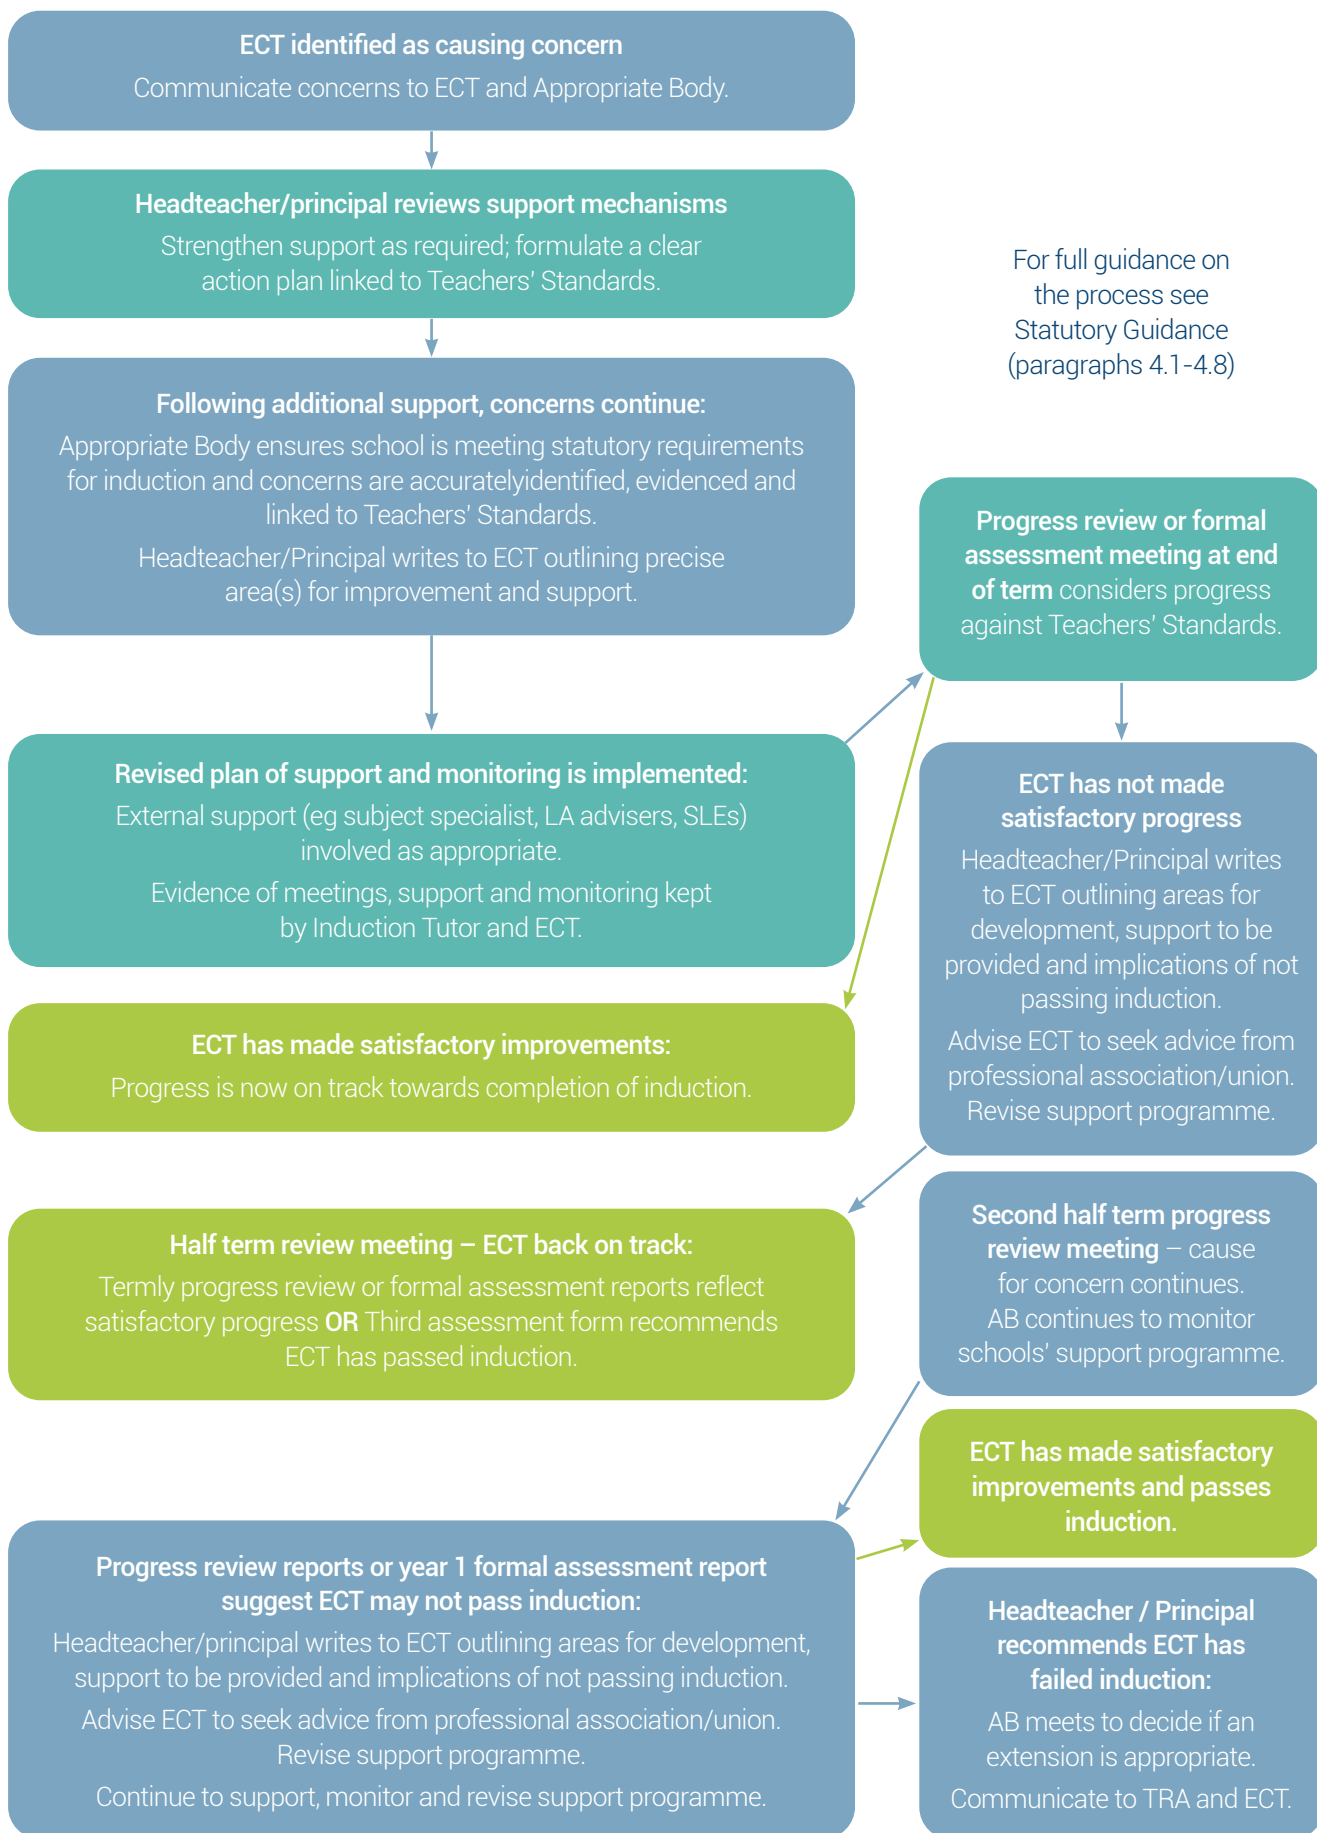 ECT identified as causing concern
Communicate concerns to ECT and Appropriate Body.
Headteacher/principal reviews support mechanisms
Strengthen support as required; formulate a clear
action plan linked to Teachers' Standards.
For full guidance on
the process see
Statutory Guidance
(paragraphs 4.1-4.8)
Following additional support, concerns continue:
Appropriate Body ensures school is meeting statutory requirements
for induction and concerns are accuratelyidentified, evidenced and
linked to Teachers' Standards.
Headteacher/Principal writes to ECT outlining precise
area(s) for improvement and support.
Progress review or formal
assessment meeting at end
of term considers progress
against Teachers' Standards.
Revised plan of support and monitoring is implemented:
External support (eg subject specialist, LA advisers, SLEs)
involved as appropriate.
Evidence of meetings, support and monitoring kept
by Induction Tutor and ECT.
ECT has made satisfactory improvements:
Progress is now on track towards completion of induction.
ECT has not made
satisfactory progress
Headteacher/Principal writes
to ECT outlining areas for
development, support to be
provided and implications of not
passing induction.
Advise ECT to seek advice from
professional association/union.
Revise support programme.
Half term review meeting – ECT back on track:
Termly progress review or formal assessment reports reflect
satisfactory progress OR Third assessment form recommends
ECT has passed induction.
Second half term progress
review meeting – cause
for concern continues.
AB continues to monitor
schools' support programme.
ECT has made satisfactory
improvements and passes
induction.
Progress review reports or year 1 formal assessment report
suggest ECT may not pass induction:
Headteacher/principal writes to ECT outlining areas for development,
support to be provided and implications of not passing induction.
Advise ECT to seek advice from professional association/union.
Revise support programme.
Continue to support, monitor and revise support programme.
Headteacher / Principal
recommends ECT has
failed induction:
AB meets to decide if an
extension is appropriate.
Communicate to TRA and ECT.